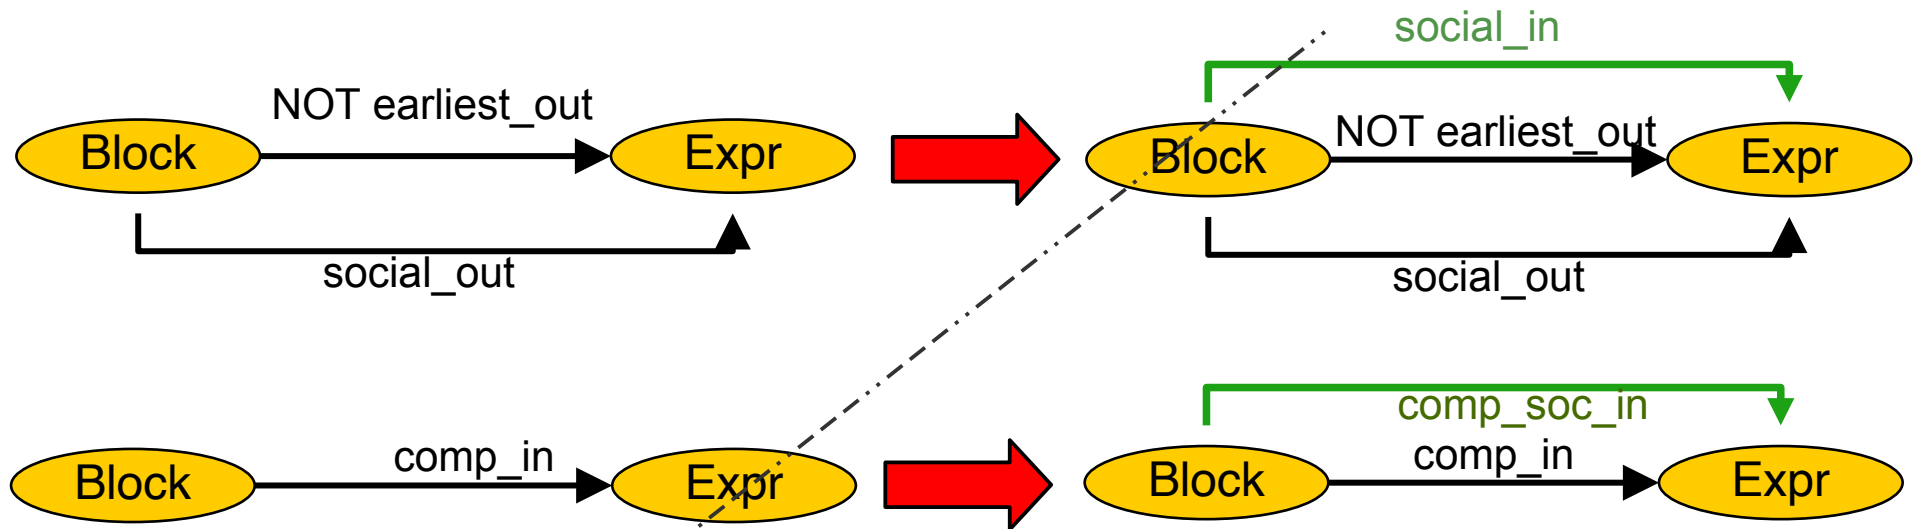 social_in
NOT earliest_out
Block
Expr
NOT earliest_out
Block
Expr
social_out
social_out
comp_soc_in
comp_in
Block
Expr
comp_in
Block
Expr